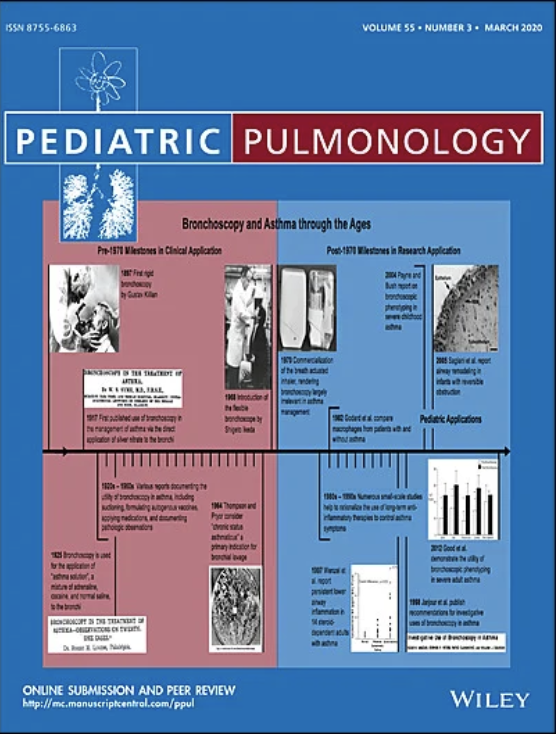 ISSN 8755-6863
VOLUME 55 • NUMBER 3 • MARCH 2020
PEDIATRIC PULMONOLOGY
Bronchoscopy and Asthma through the Ages
Pre-1970 Milestones in Clinical Application
Post-1970 Milestones in Research Application
1897 First rigid
bronchoscopy
by Gustav Killian
BRONCHOSCOPY IN THE TREATMENT OF
ASTHMA.
1917 First published use of bronchoscopy in
the management of asthma via the direct
application of silver nitrate to the bronchi
1968 Introduction of
the flexible
bronchoscope by
Shigeto Ikeda
1970 Commercialization
of the breath actuated
inhaler, rendering
bronchoscopy largely
irrelevant in asthma
management
2004 Payne and
Bush report on
bronchoscopic
phenotyping in
severe childhood
asthma
2005 Saglani et al. report
airway remodeling in
infants with reversible
obstruction
1982 Godard et al. compare
macrophages from patients with and
without asthma
Pediatric Applications
1920s – 1960s Various reports documenting the
utility of bronchoscopy in asthma, including
suctioning, formulating autogenous vaccines,
applying medications, and documenting
pathologic observations
1925 Bronchoscopy is used
for the application of
"asthma solution", a
mixture of adrenaline,
cocaine, and normal saline,
to the bronchi
BRONCHOSCOPY IN THE TREATMENT OF
ASTHMA—OBSERVATIONS ON TWENTY-
ONE CASES
1964 Thompson and
Pryor consider
"chronic status
asthmaticus" a
primary indication for
bronchial lavage
1980s – 1990s Numerous small-scale studies
help to rationalize the use of long-term anti-
inflammatory therapies to control asthma
symptoms
1997 Wenzel et
al. report
persistent lower
airway
inflammation in
14 steroid-
dependent adults
with asthma
2012 Good et al.
demonstrate the utility of
bronchoscopic phenotyping
in severe adult asthma
1998 Jarjour et al. publish
recommendations for investigative
uses of bronchoscopy in asthma
Investigative Use of Bronchoscopy in Asthma
ONLINE SUBMISSION AND PEER REVIEW
http://mc.manuscriptcentral.com/ppul
WILEY